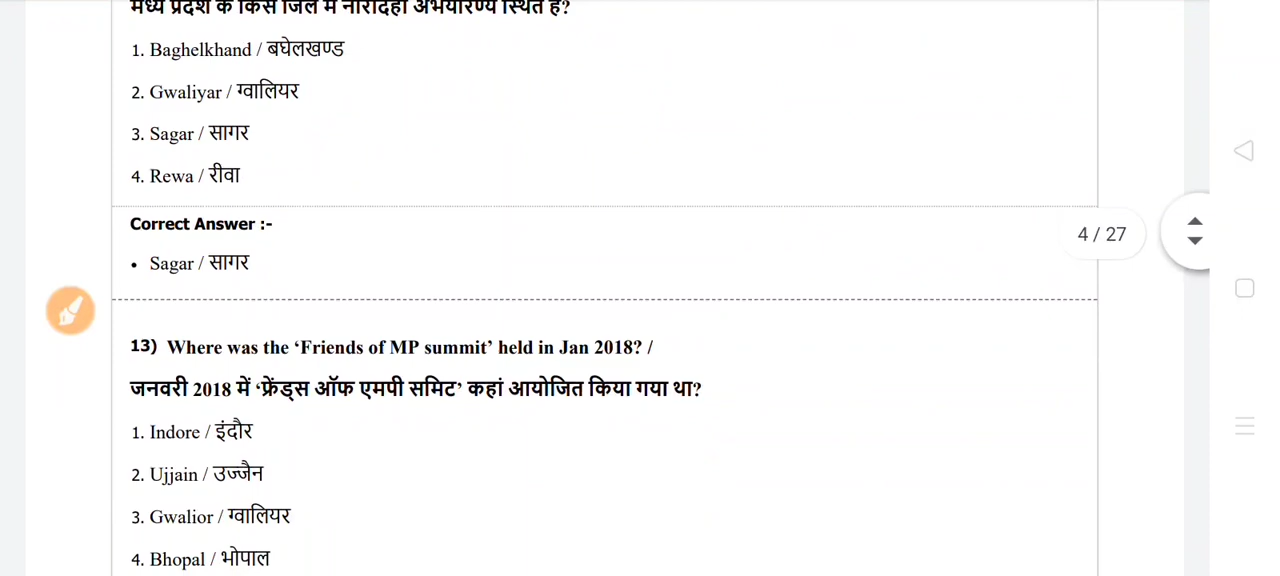 मध्य प्रदेश के किस जिले में नौरादेही अभयारण्य स्थित है?
1. Baghelkhand / बघेलखण्ड
2. Gwaliyar / ग्वालियर
3. Sagar / सागर
4. Rewa / रीवा
Correct Answer :-
• Sagar / सागर
4 / 27
13) Where was the ‘Friends of MP summit’ held in Jan 2018? /
जनवरी 2018 में ‘फ्रेंड्स ऑफ एमपी समिट’ कहां आयोजित किया गया था?
1. Indore / इंदौर
2. Ujjain / उज्जैन
3. Gwalior / ग्वालियर
4. Bhopal / भोपाल